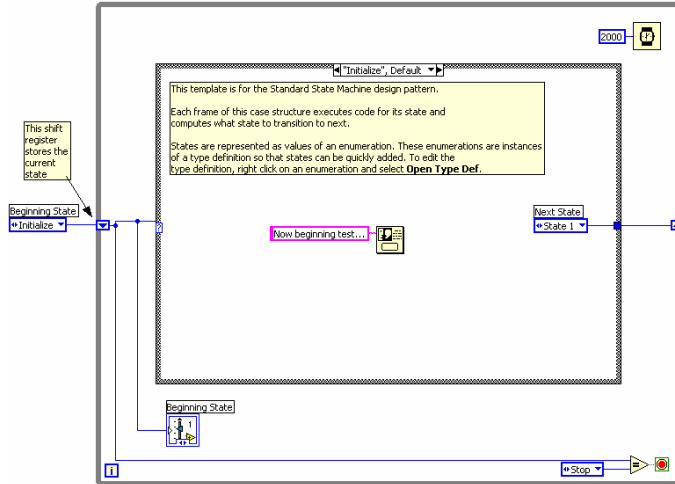 2000
"Initialize", Default
This template is for the Standard State Machine design pattern.
Each frame of this case structure executes code for its state and
computes what state to transition to next.
States are represented as values of an enumeration. These enumerations are instances
of a type definition so that states can be quickly added. To edit the
type definition, right click on an enumeration and select Open Type Def.
This shift
register
stores the
current
state
Beginning State
Initialize
?
Now beginning test...
Next State
State 1
Beginning State
1
i
Stop
=